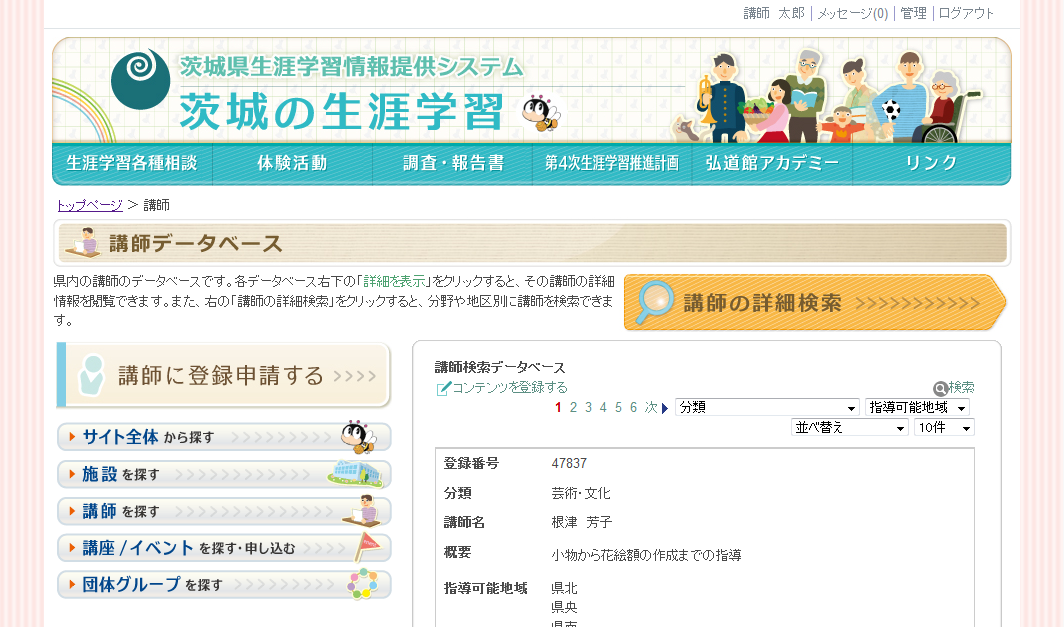 講師 太郎 | メッセージ(0) | 管理 | ログアウト
茨城県生涯学習情報提供システム
茨城の生涯学習
生涯学習各種相談 体験活動 調査・報告書 第4次生涯学習推進計画 弘道館アカデミー リンク
トップページ > 講師
講師データベース
県内の講師のデータベースです。各データベース右下の「詳細を表示」をクリックすると、その講師の詳細
情報を閲覧できます。また、右の「講師の詳細検索」をクリックすると、分野や地区別に講師を検索できま
す。
講師の詳細検索 >>>>>>>>>>>>
講師に登録申請する >>>>
サイト全体 から探す
施設 を探す
講師 を探す
講座 / イベント を探す・申し込む
団体グループ を探す
講師検索データベース
コンテンツを登録する
検索
1 2 3 4 5 6 次 分類 指導可能地域
並べ替え 10件
登録番号 47837
分類 芸術・文化
講師名 根津 芳子
概要 小物から花絵額の作成までの指導
指導可能地域 県北
県央
県南